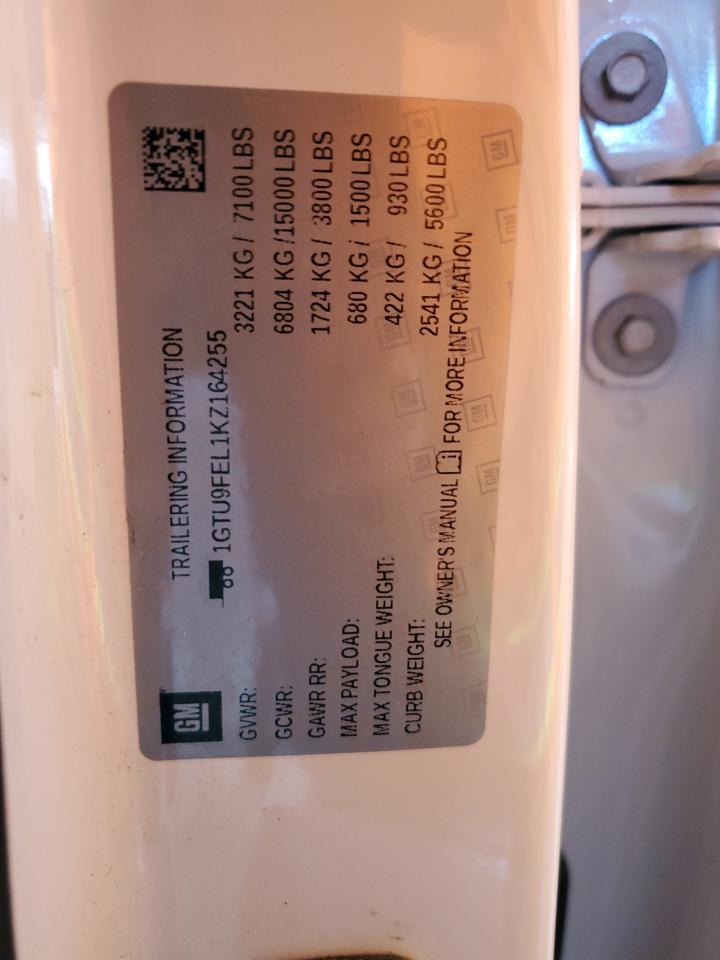 GM
TRAILERING INFORMATION
1GTU9FEL1KZ164255
GVWR: 3221 KG / 7100 LBS
GCWR: 6804 KG /15000 LBS
GAWR RR: 1724 KG / 3800 LBS
MAX PAYLOAD: 680 KG / 1500 LBS
MAX TONGUE WEIGHT: 422 KG / 930 LBS
CURB WEIGHT: 2541 KG / 5600 LBS
SEE OWNER'S MANUAL FOR MORE INFORMATION